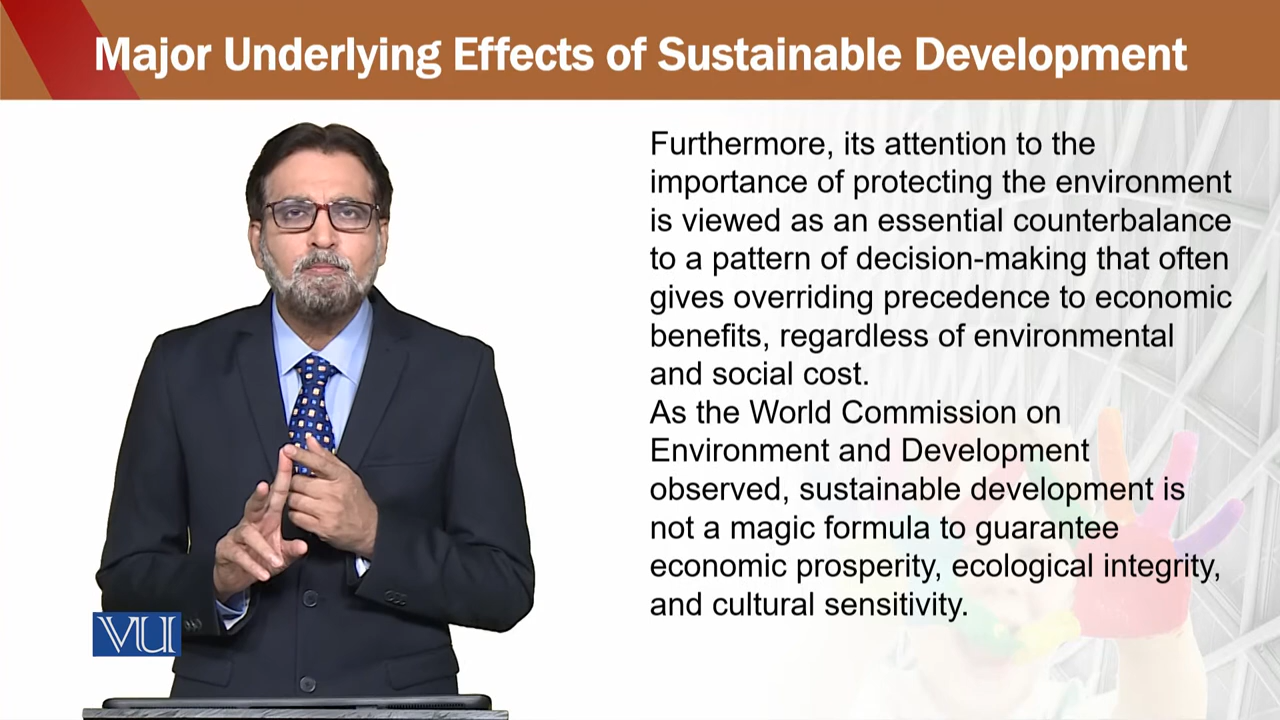 Major Underlying Effects of Sustainable Development
Furthermore, its attention to the
importance of protecting the environment
is viewed as an essential counterbalance
to a pattern of decision-making that often
gives overriding precedence to economic
benefits, regardless of environmental
and social cost.
As the World Commission on
Environment and Development
observed, sustainable development is
not a magic formula to guarantee
economic prosperity, ecological integrity,
and cultural sensitivity.
VU